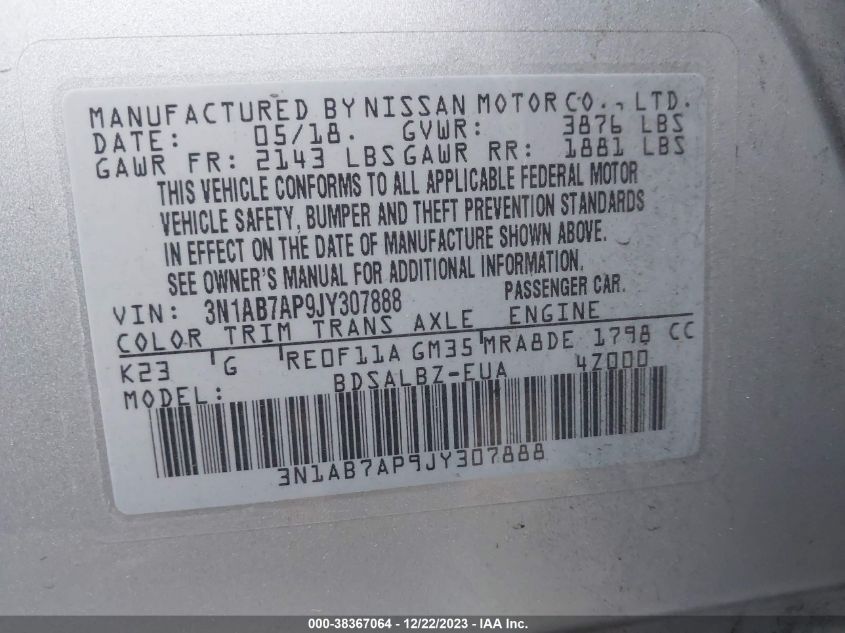 MANUFACTURED BY NISSAN MOTOR CO., LTD.
DATE: 05/18. GVWR: 3876 LBS
GAWR FR: 2143 LBS GAWR RR: 1881 LBS
THIS VEHICLE CONFORMS TO ALL APPLICABLE FEDERAL MOTOR
VEHICLE SAFETY, BUMPER AND THEFT PREVENTION STANDARDS
IN EFFECT ON THE DATE OF MANUFACTURE SHOWN ABOVE.
SEE OWNER'S MANUAL FOR ADDITIONAL INFORMATION.
VIN: 3N1AB7AP9JY307888 PASSENGER CAR.
COLOR TRIM TRANS AXLE ENGINE
K23 G RE0F11A GM35 MRA8DE 1798 CC
MODEL: BDSALBZ-EUA 4Z000
3N1AB7AP9JY307888
000-38367064 - 12/22/2023 - IAA Inc.